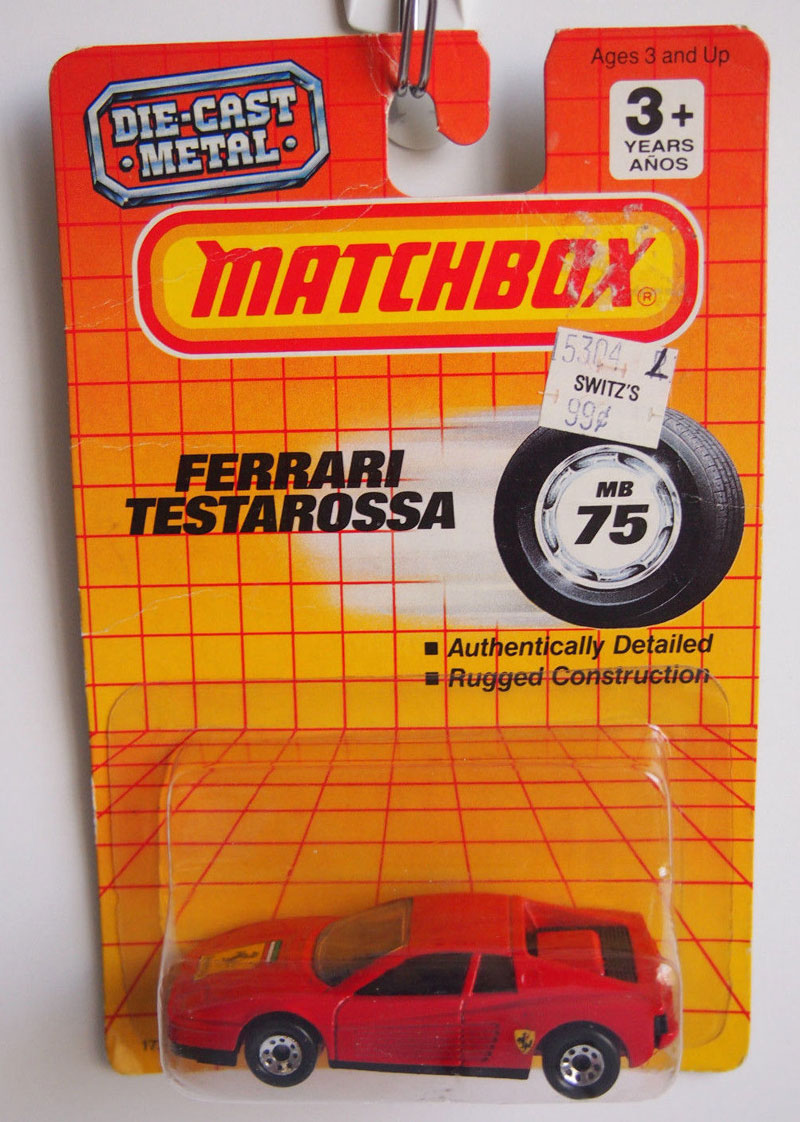 Ages 3 and Up
DIE-CAST
METAL
3+
YEARS
AÑOS
MATCHBOX®
15304
SWITZ'S
99¢
FERRARI
TESTAROSSA
MB
75
■ Authentically Detailed
■ Rugged Construction